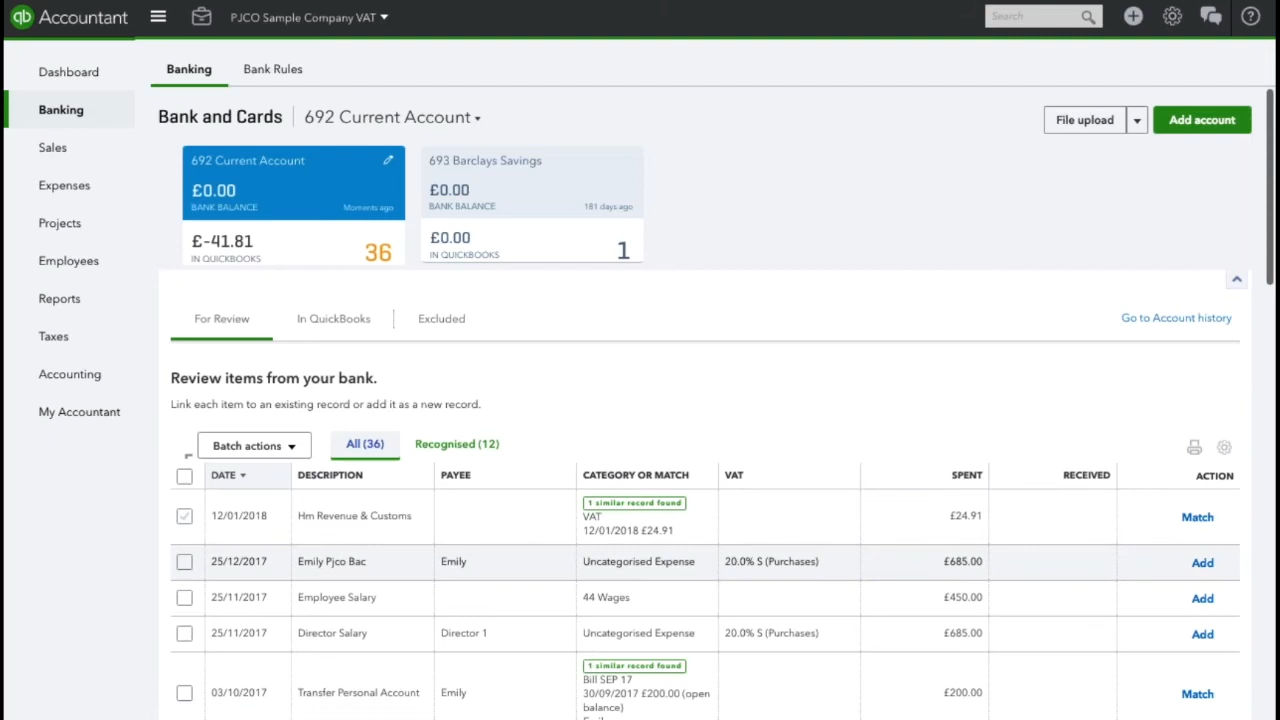 qb Accountant
PJCO Sample Company VAT
Search
Dashboard
Banking
Sales
Expenses
Projects
Employees
Reports
Taxes
Accounting
My Accountant
Banking Bank Rules
Bank and Cards 692 Current Account
File upload Add account
692 Current Account
£0.00
BANK BALANCE Moments ago
£-41.81
IN QUICKBOOKS 36
693 Barclays Savings
£0.00
BANK BALANCE 181 days ago
£0.00
IN QUICKBOOKS 1
For Review In QuickBooks Excluded Go to Account history
Review items from your bank.
Link each item to an existing record or add it as a new record.
Batch actions All (36) Recognised (12)
DATE DESCRIPTION PAYEE CATEGORY OR MATCH VAT SPENT RECEIVED ACTION
1 similar record found
12/01/2018 Hm Revenue & Customs VAT £24.91 Match
12/01/2018 £24.91
25/12/2017 Emily Pjco Bac Emily Uncategorised Expense 20.0% S (Purchases) £685.00 Add
25/11/2017 Employee Salary 44 Wages £450.00 Add
25/11/2017 Director Salary Director 1 Uncategorised Expense 20.0% S (Purchases) £685.00 Add
1 similar record found
Bill SEP 17
03/10/2017 Transfer Personal Account Emily 30/09/2017 £200.00 (open £200.00 Match
balance)